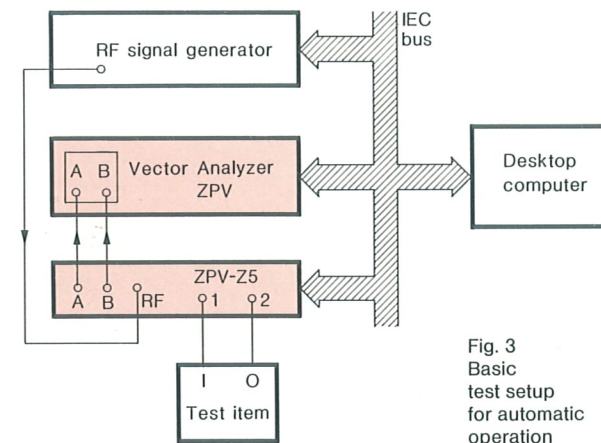 IEC
bus
RF signal generator
A B Vector Analyzer
ZPV
Desktop
computer
ZPV-Z5
A B RF 1 2
I O
Test item
Fig. 3
Basic
test setup
for automatic
operation